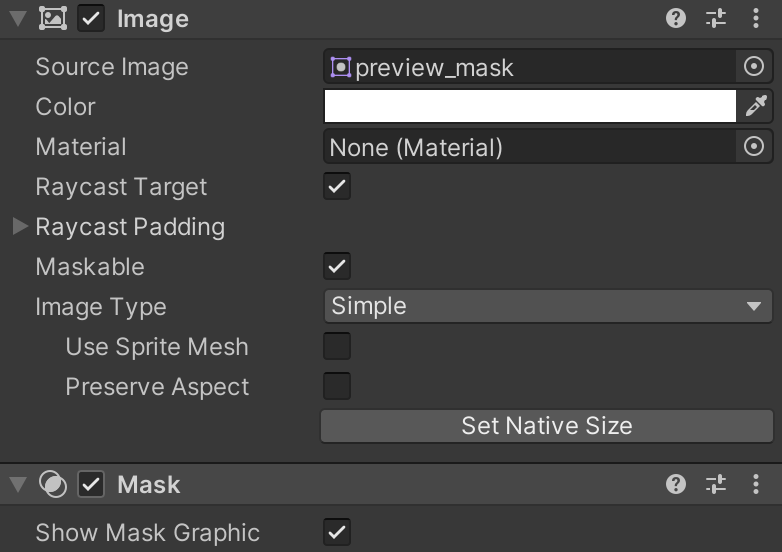 Image
Source Image preview_mask
Color
Material None (Material)
Raycast Target
Raycast Padding
Maskable
Image Type Simple
Use Sprite Mesh
Preserve Aspect
Set Native Size
Mask
Show Mask Graphic